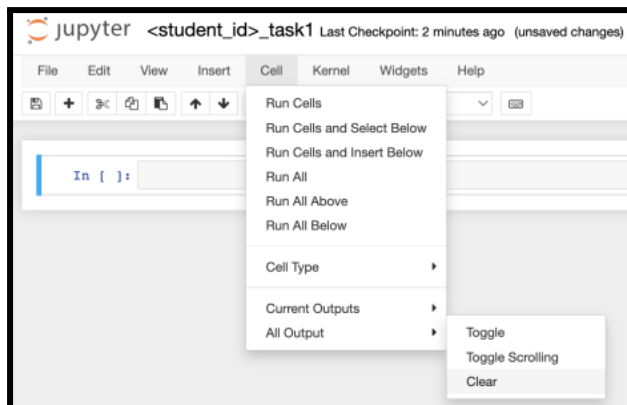 jupyter <student_id>_task1 Last Checkpoint: 2 minutes ago (unsaved changes)
File Edit View Insert Cell Kernel Widgets Help
Run Cells
Run Cells and Select Below
Run Cells and Insert Below
Run All
Run All Above
Run All Below
Cell Type
Current Outputs
All Output
Toggle
Toggle Scrolling
Clear
In [ ]: